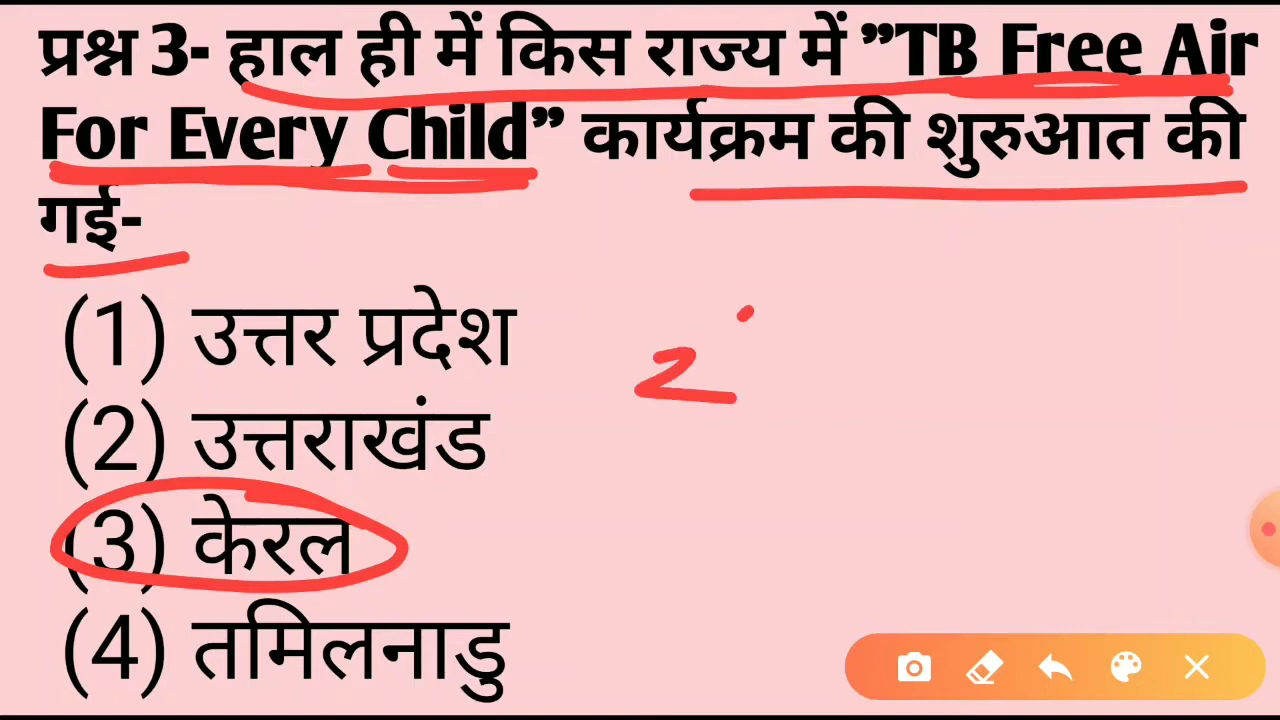 प्रश्न 3- हाल ही में किस राज्य में "TB Free Air
For Every Child" कार्यक्रम की शुरुआत की
गई-
(1) उत्तर प्रदेश
(2) उत्तराखंड
(3) केरल
(4) तमिलनाडु